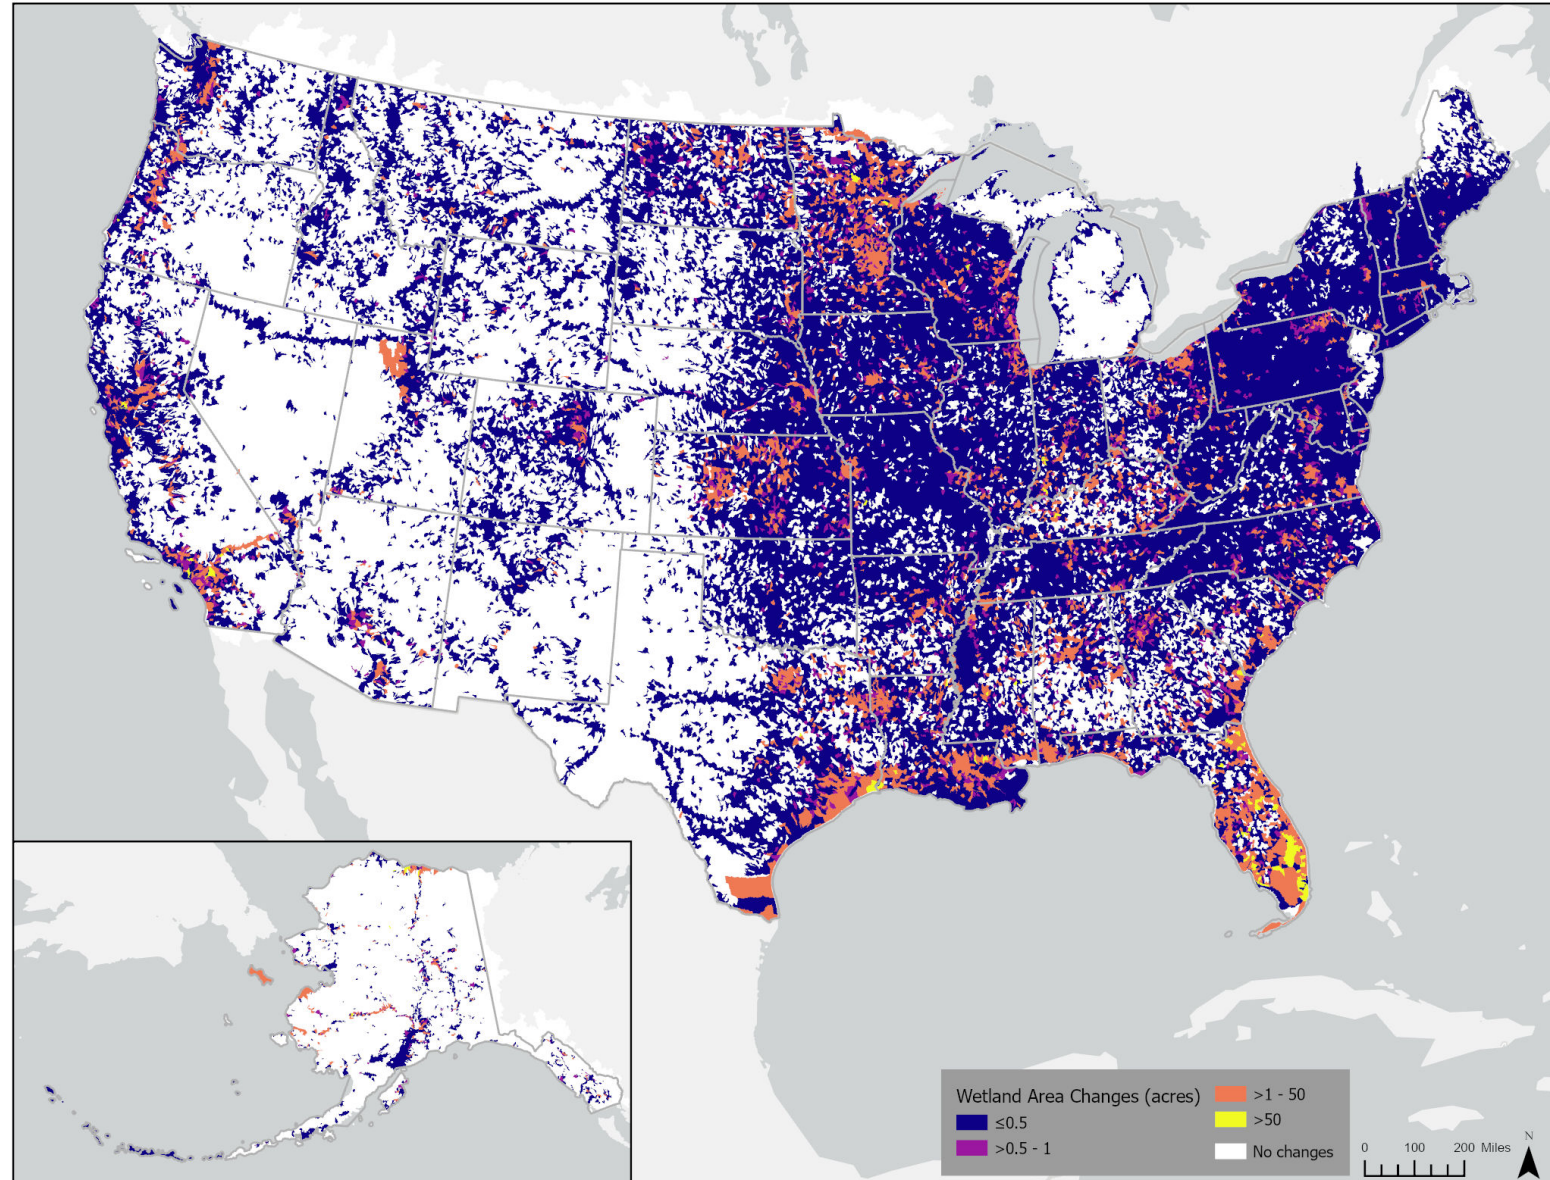 Wetland Area Changes (acres)
≤0.5
>0.5 - 1
>1 - 50
>50
No changes
0 100 200 Miles
N